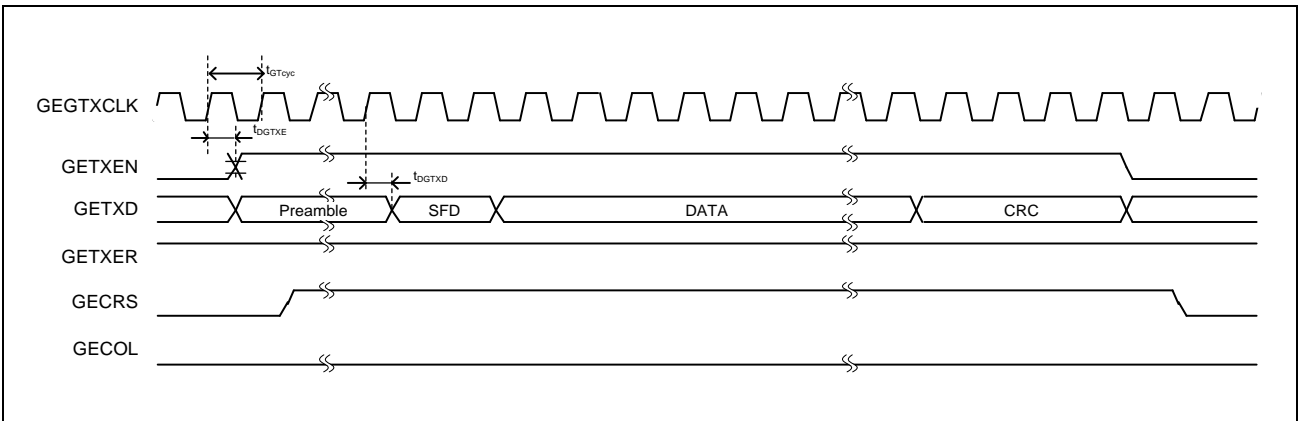 tGTcyc
GEGTXCLK
tDGTXE
GETXEN
tDGTXD
GETXD Preamble SFD DATA CRC
GETXER
GECRS
GECOL